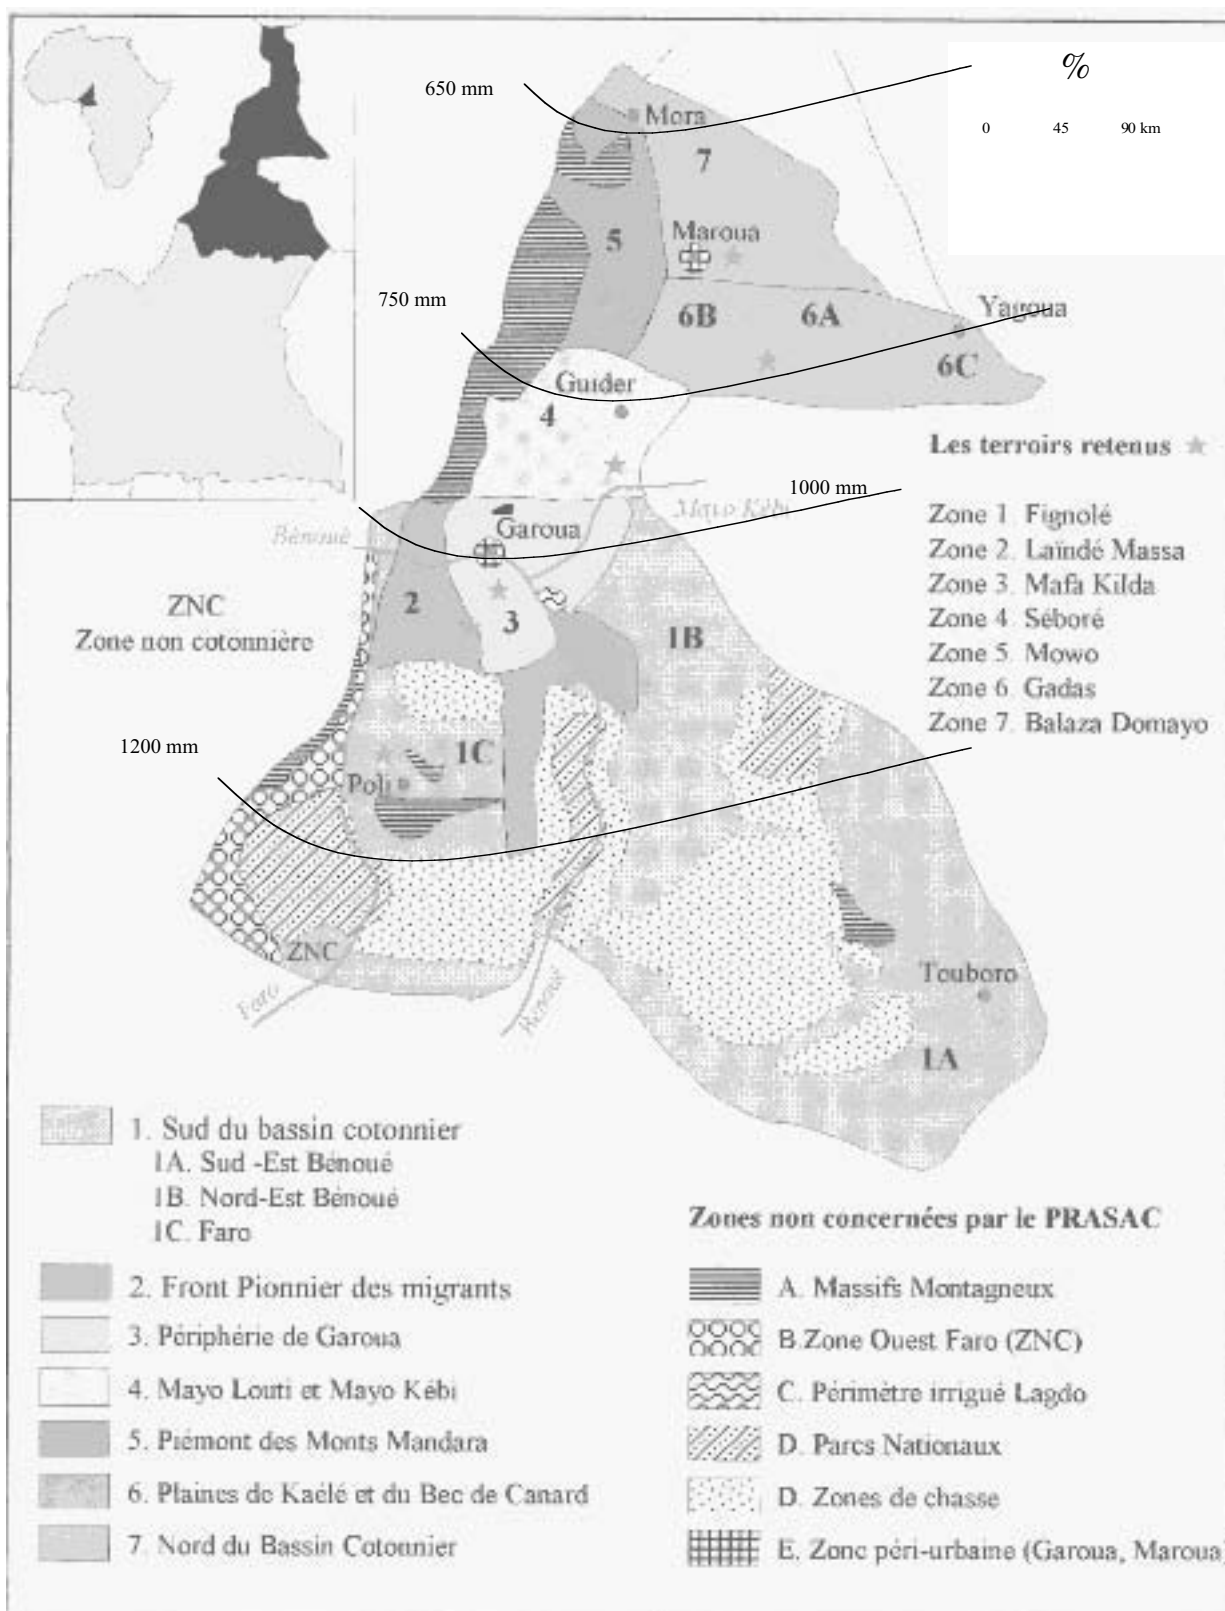 %
0 45 90 km
650 mm
Mora
7
5
Maroua
750 mm
6B
6A
Yagoua
6C
Guider
4
Les terroirs retenus
1000 mm
Mayo Kébi
Garoua
Bénoué
Zone 1. Fignolé
Zone 2. Laïndé Massa
Zone 3. Mafa Kilda
Zone 4. Séboré
Zone 5. Mowo
Zone 6. Gadas
Zone 7. Balaza Domayo
ZNC
Zone non cotonnière
2
3
1B
1200 mm
1C
Poli
ZNC
Faro
Bénoué
Touboro
1A
1. Sud du bassin cotonnier
1A. Sud -Est Bénoué
1B. Nord-Est Bénoué
1C. Faro
2. Front Pionnier des migrants
3. Périphérie de Garoua
4. Mayo Louti et Mayo Kébi
5. Piémont des Monts Mandara
6. Plaines de Kaélé et du Bec de Canard
7. Nord du Bassin Cotonnier
Zones non concernées par le PRASAC
A. Massifs Montagneux
B.Zone Ouest Faro (ZNC)
C. Périmètre irrigué Lagdo
D. Parcs Nationaux
D. Zones de chasse
E. Zone péri-urbaine (Garoua, Maroua)